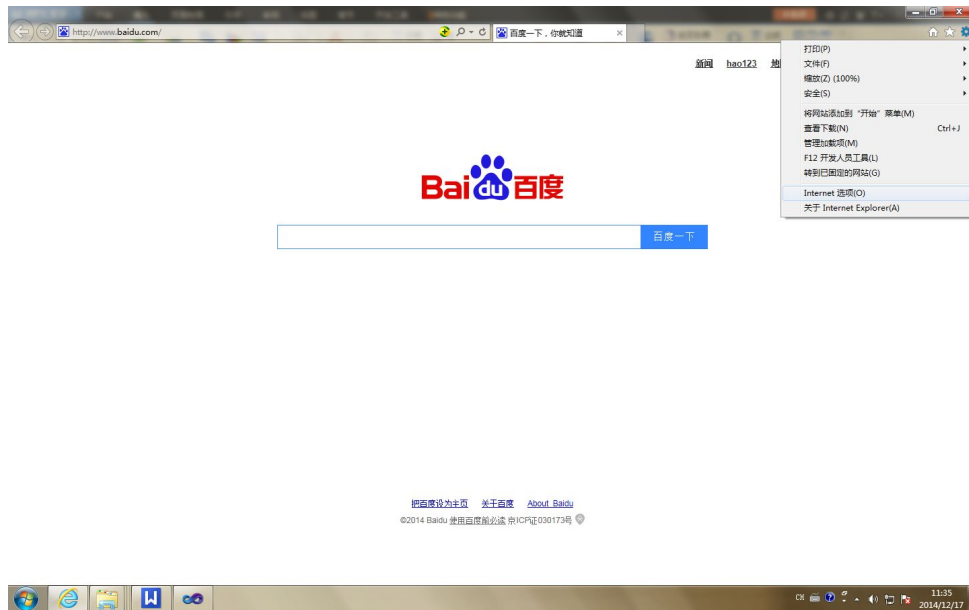 http://www.baidu.com/
百度一下，你就知道
新闻 hao123
打印(P)
文件(F)
缩放(Z) (100%)
安全(S)
将网站添加到“开始”菜单(M)
查看下载(N) Ctrl+J
管理加载项(M)
F12 开发人员工具(L)
转到已固定的网站(G)
Internet 选项(O)
关于 Internet Explorer(A)
Bai du 百度
百度一下
把百度设为主页 关于百度 About Baidu
©2014 Baidu 使用百度前必读 京ICP证030173号
CH
11:35
2014/12/17